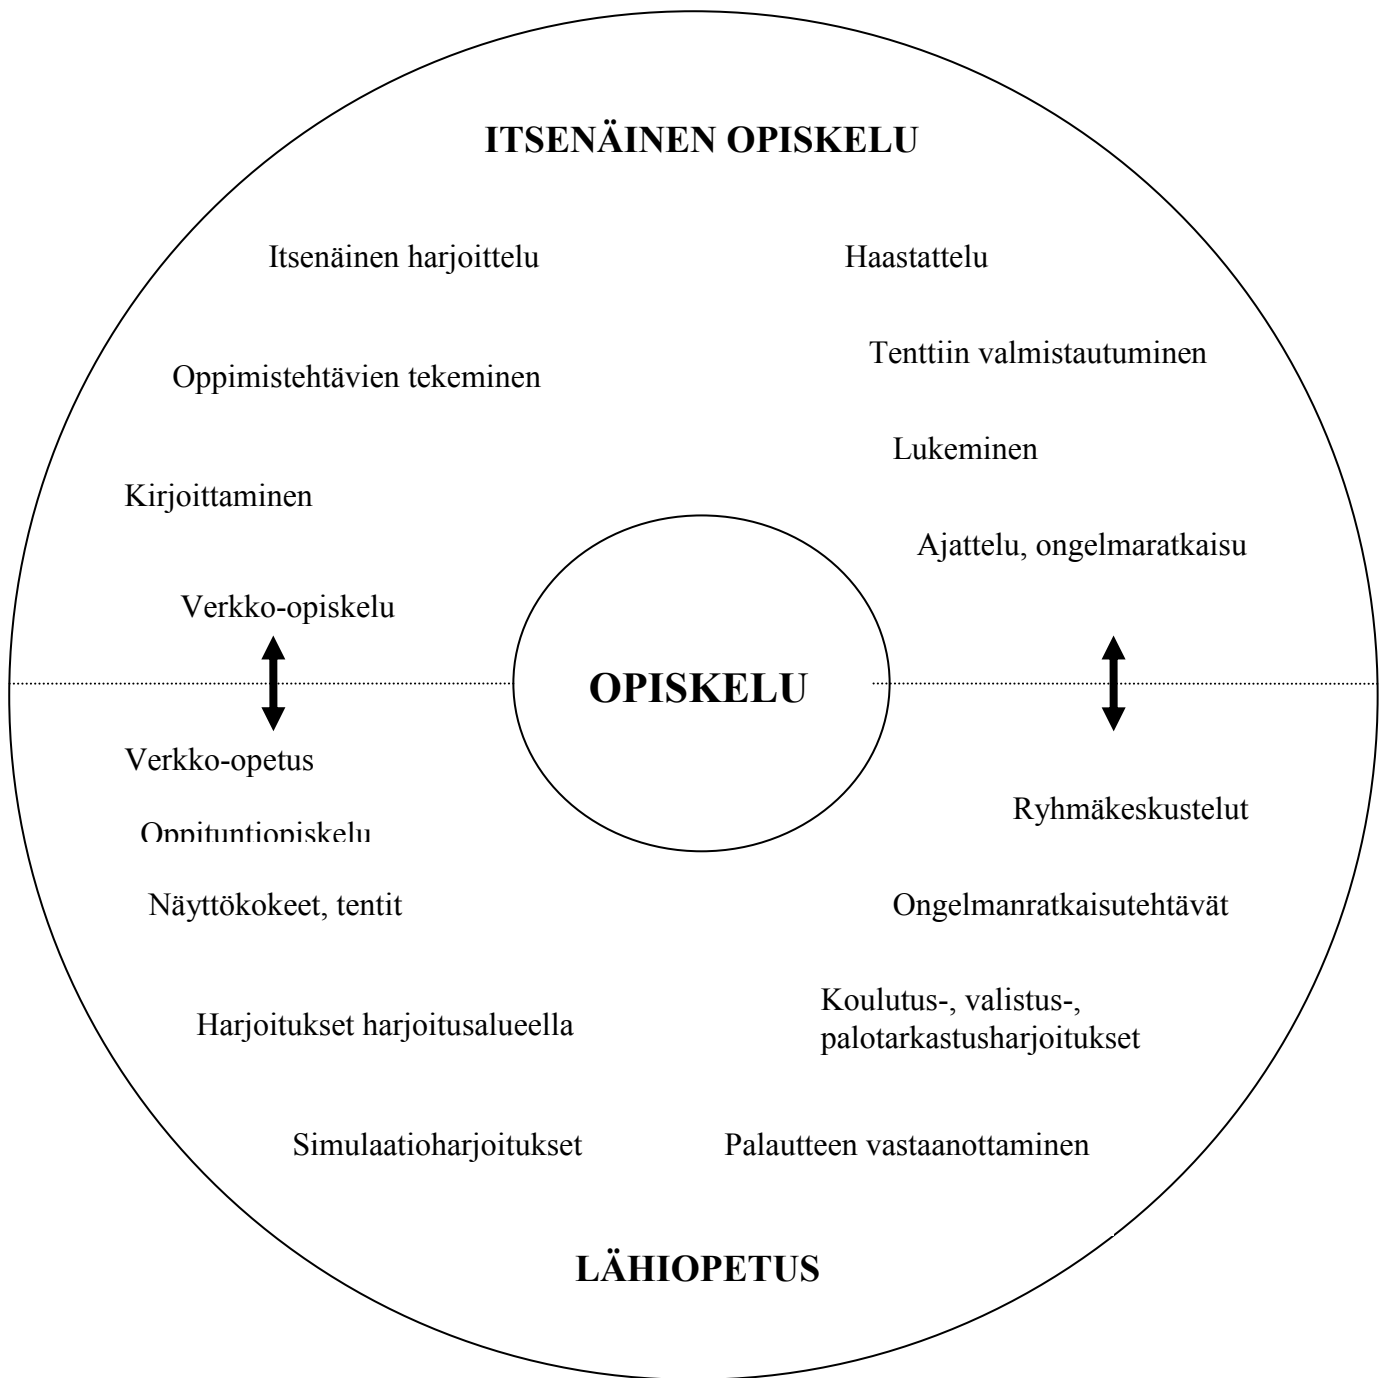 ITSENÄINEN OPISKELU
Itsenäinen harjoittelu
Haastattelu
Tenttiin valmistautuminen
Oppimistehtävien tekeminen
Lukeminen
Kirjoittaminen
Ajattelu, ongelmaratkaisu
Verkko-opiskelu
OPISKELU
Verkko-opetus
Ryhmäkeskustelut
Oppituntiopiskelu
Näyttökokeet, tentit
Ongelmanratkaisutehtävät
Koulutus-, valistus-,
palotarkastusharjoitukset
Harjoitukset harjoitusalueella
Simulaatioharjoitukset
Palautteen vastaanottaminen
LÄHIOPETUS